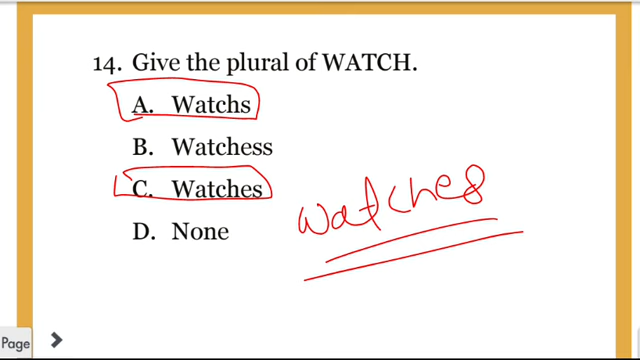 14. Give the plural of WATCH.
A. Watchs
B. Watchess
C. Watches
watches
D. None
Page